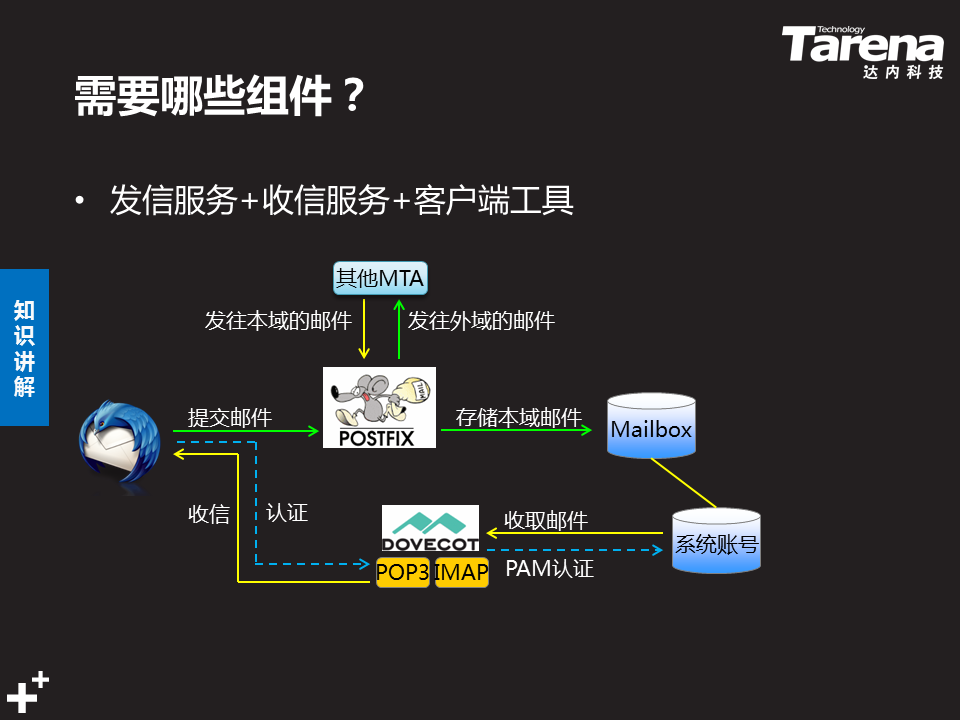 Technology
Tarena
达内科技
需要哪些组件？
• 发信服务+收信服务+客户端工具
知识讲解
其他MTA
发往本域的邮件
发往外域的邮件
MAIL
POSTFIX
提交邮件
存储本域邮件
Mailbox
收信
认证
DOVECOT
收取邮件
系统账号
POP3
IMAP
PAM认证